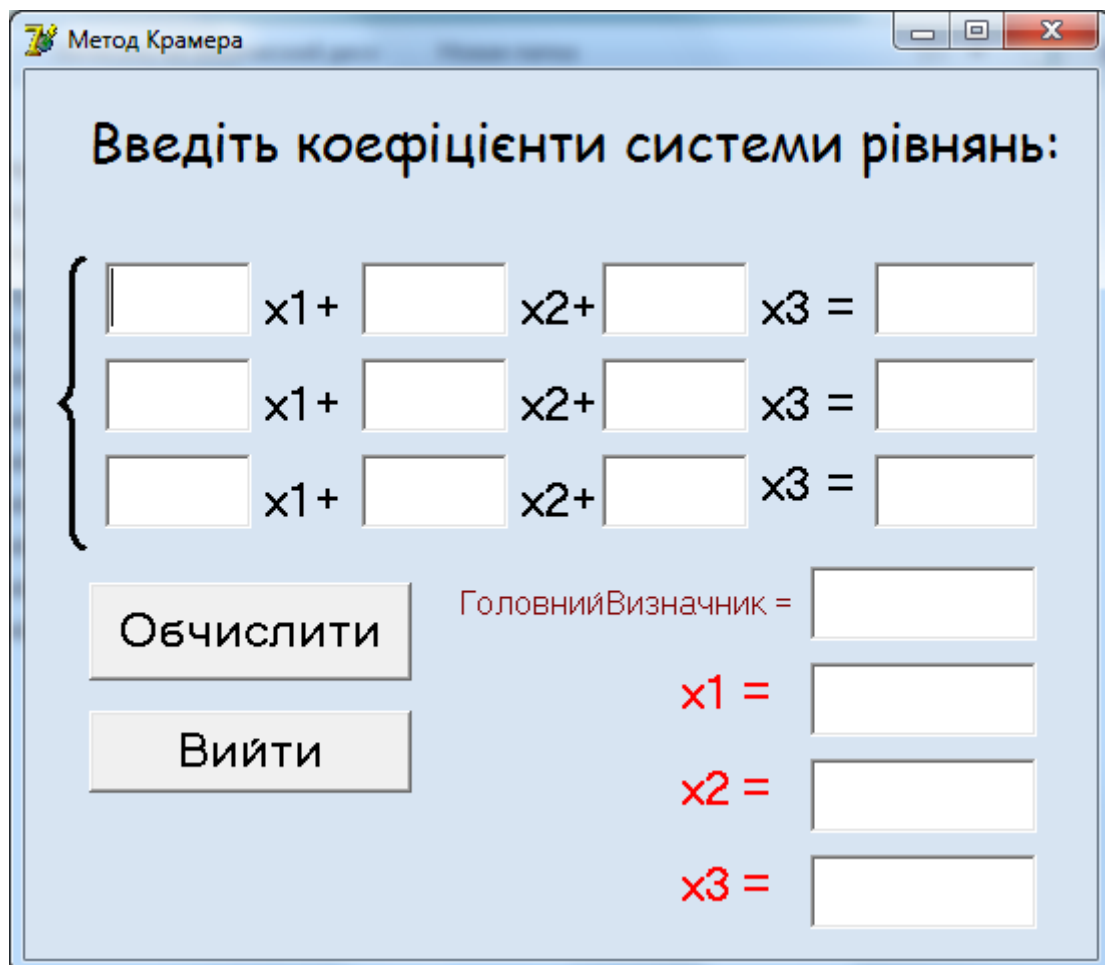 Метод Крамера
Введіть коефіцієнти системи рівнянь:
x1+ x2+ x3 =
x1+ x2+ x3 =
x1+ x2+ x3 =
Обчислити
ГоловнийВизначник =
x1 =
Вийти
x2 =
x3 =